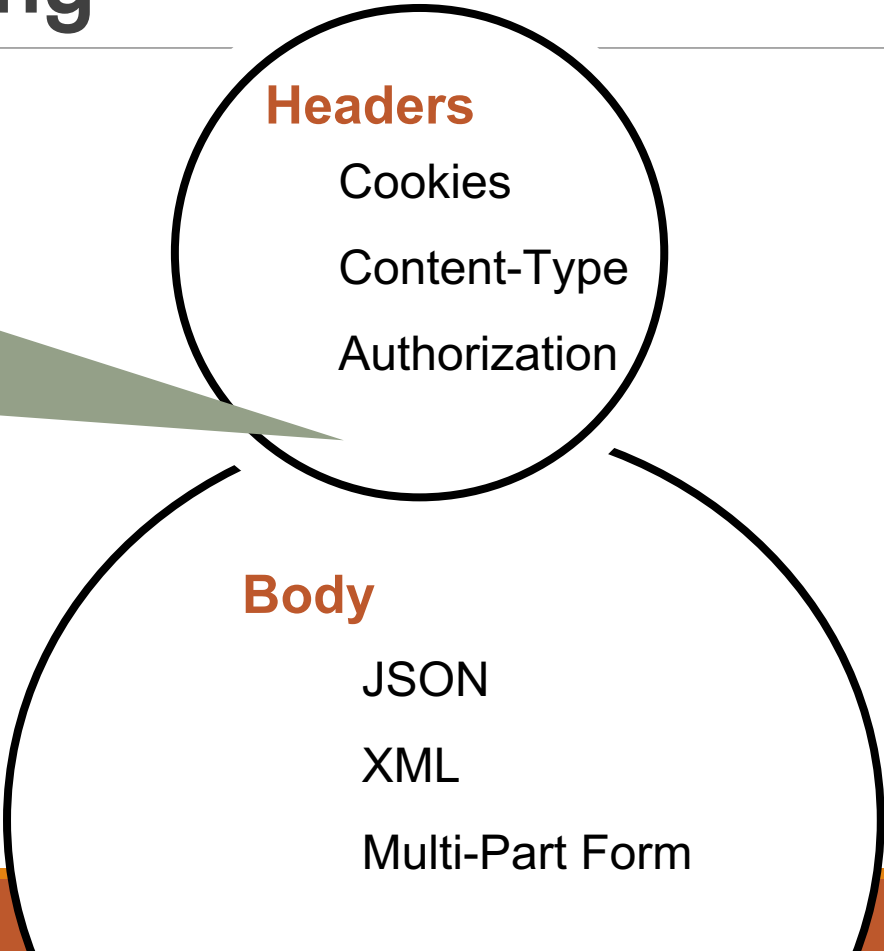 Headers
Cookies
Content-Type
Authorization
Body
JSON
XML
Multi-Part Form